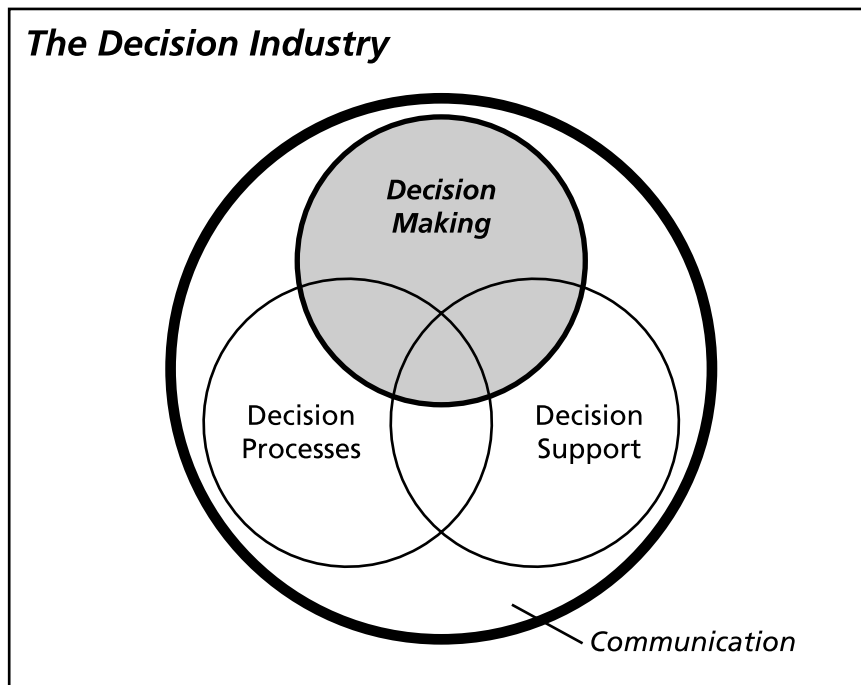 The Decision Industry
Decision
Making
Decision
Processes
Decision
Support
Communication